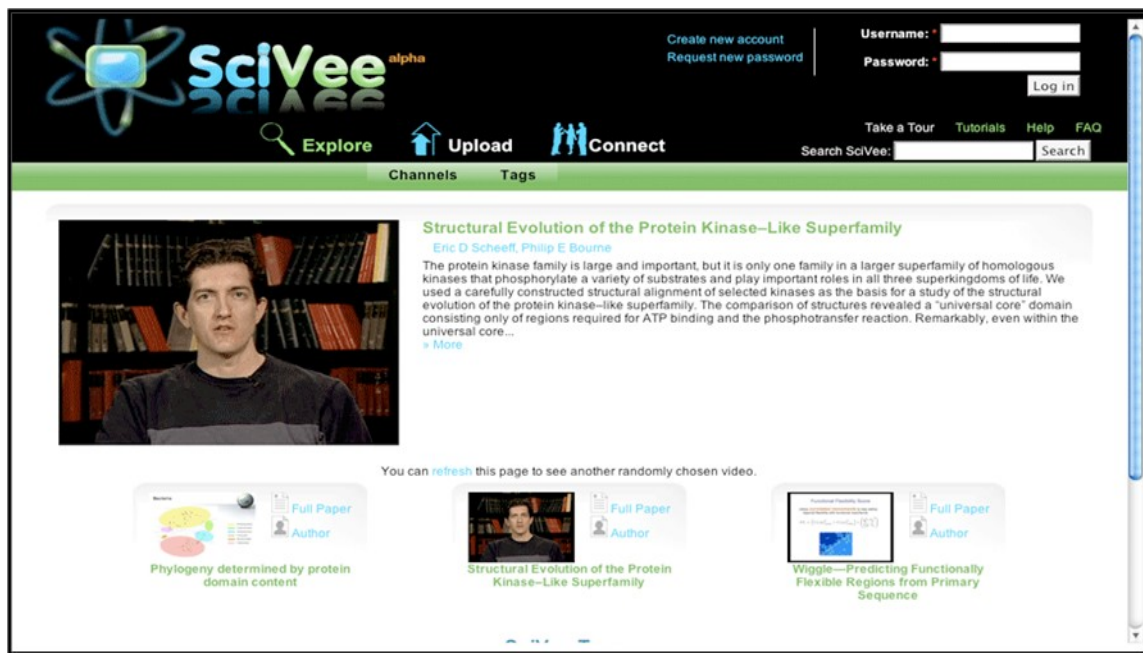 SciVee alpha
Create new account
Request new password
Username: *
Password: *
Log in
Explore
Upload
Connect
Take a Tour Tutorials Help FAQ
Search SciVee: Search
Channels Tags
Structural Evolution of the Protein Kinase–Like Superfamily
Eric D Scheeff, Philip E Bourne
The protein kinase family is large and important, but it is only one family in a larger superfamily of homologous
kinases that phosphorylate a variety of substrates and play important roles in all three superkingdoms of life. We
used a carefully constructed structural alignment of selected kinases as the basis for a study of the structural
evolution of the protein kinase–like superfamily. The comparison of structures revealed a "universal core" domain
consisting only of regions required for ATP binding and the phosphotransfer reaction. Remarkably, even within the
universal core...
» More
You can refresh this page to see another randomly chosen video.
Bacteria
Full Paper
Author
Phylogeny determined by protein
domain content
Full Paper
Author
Structural Evolution of the Protein
Kinase–Like Superfamily
Functional Flexibility Score
Full Paper
Author
Wiggle—Predicting Functionally
Flexible Regions from Primary
Sequence